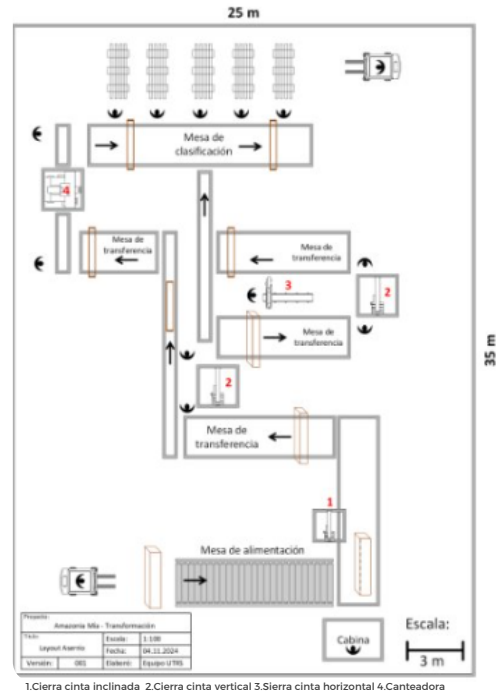 25 m
Mesa de
clasificación
4
Mesa de
transferencia
Mesa de
transferencia
3
2
Mesa de
transferencia
35 m
2
Mesa de
transferencia
1
Mesa de alimentación
Proyecto:
Amazonía Mía - Transformación
Título
Layout Aserrío
Escala:
1:100
Fecha:
04.11.2024
Versión:
001
Elaboró:
Equipo UTRS
Cabina
Escala:
3 m
1.Cierra cinta inclinada 2.Cierra cinta vertical 3.Sierra cinta horizontal 4.Canteadora